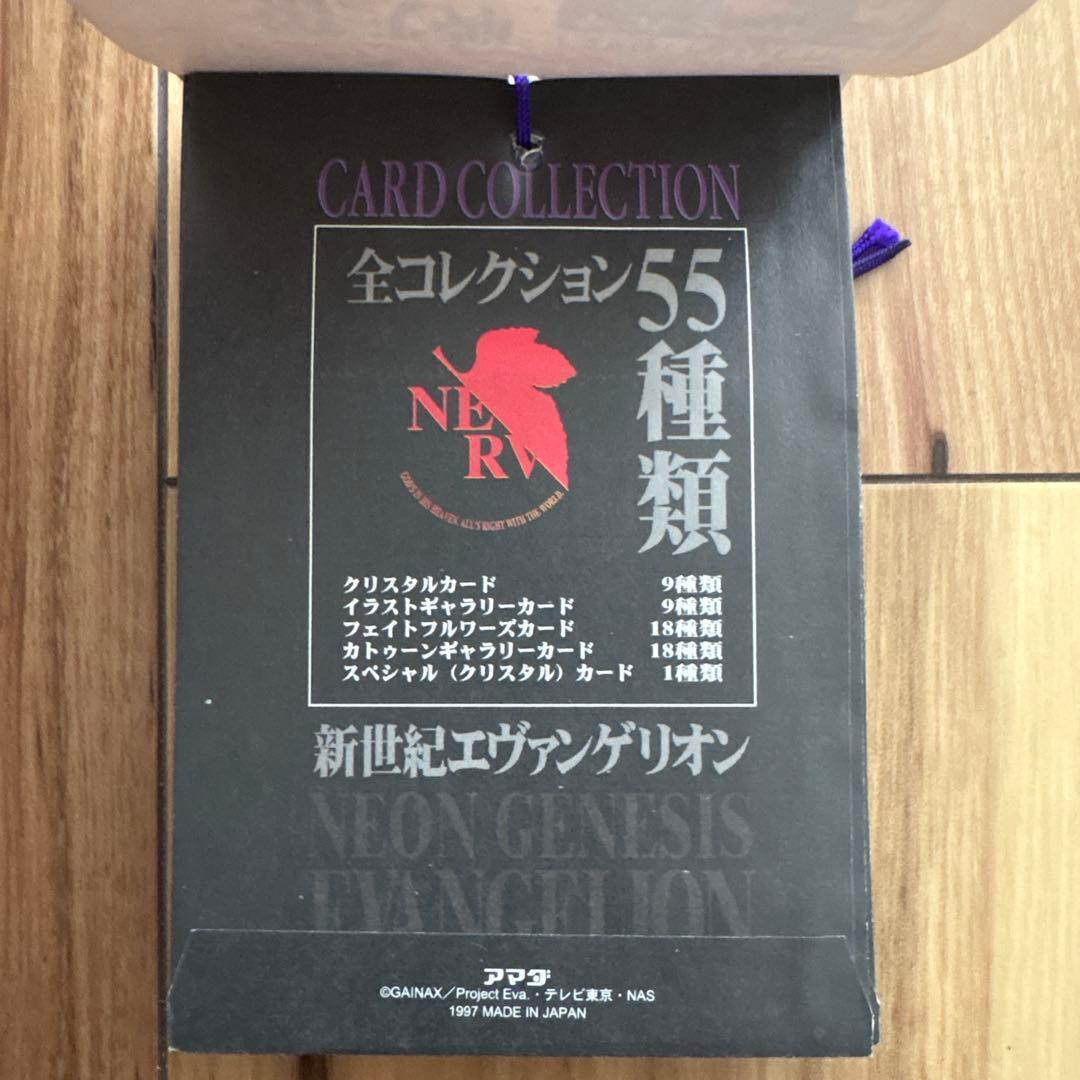 CARD COLLECTION
全コレクション55種類
NERV
GOD'S IN HIS HEAVEN. ALL'S RIGHT WITH THE WORLD.
クリスタルカード 9種類
イラストギャラリーカード 9種類
フェイトフルワーズカード 18種類
カトゥーンギャラリーカード 18種類
スペシャル（クリスタル）カード 1種類
新世紀エヴァンゲリオン
NEON GENESIS
EVANGELION
アマダ
©GAINAX／Project Eva.・テレビ東京・NAS
1997 MADE IN JAPAN